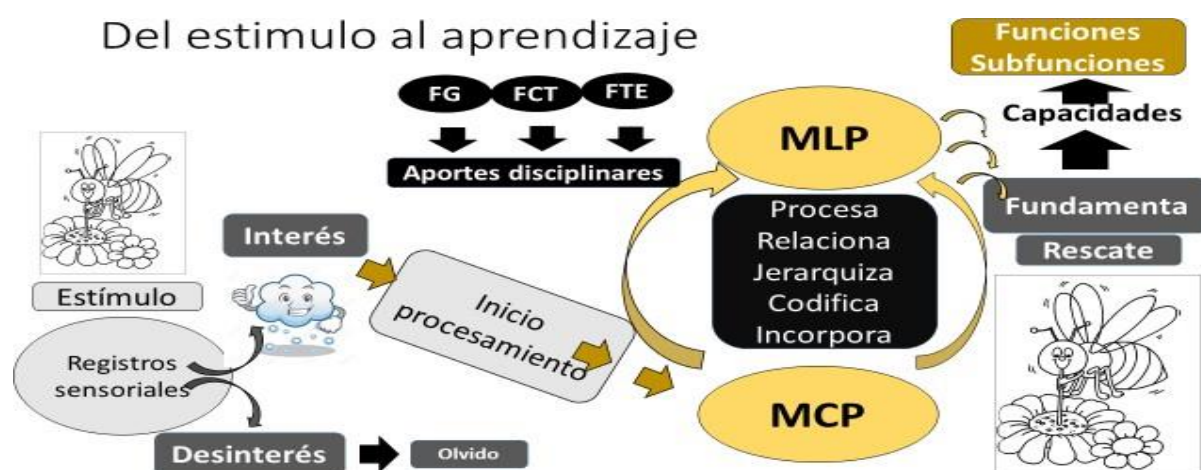 Del estimulo al aprendizaje
Funciones
Subfunciones
FG
FCT
FTE
Capacidades
MLP
Aportes disciplinares
Fundamenta
Procesa
Relaciona
Jerarquiza
Codifica
Incorpora
Interés
Rescate
Estímulo
Inicio
procesamiento
Registros
sensoriales
MCP
Desinterés
Olvido